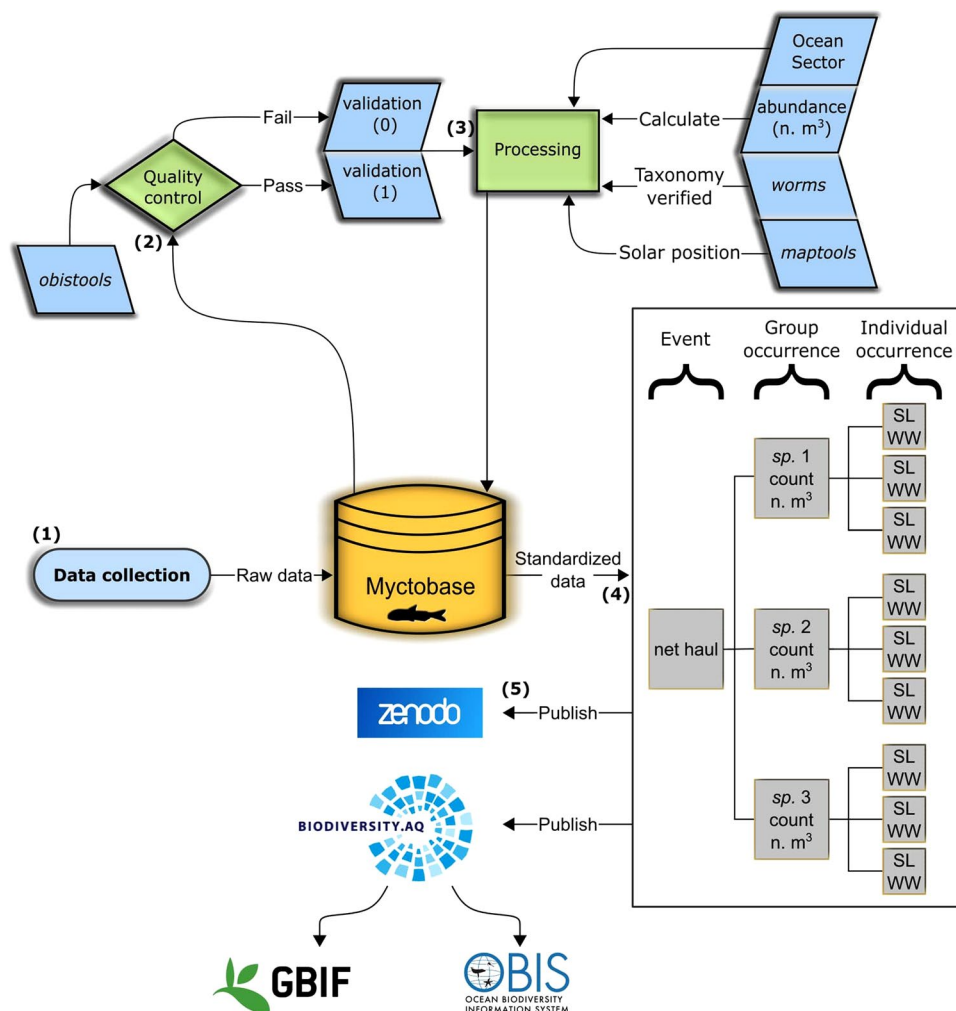 Ocean
Sector
Fail
validation
(0)
(3)
Calculate
abundance
(n. m³)
Processing
Quality
control
Pass
validation
(1)
Taxonomy
verified
worms
(2)
obistools
Solar position
maptools
Event
Group
occurrence
Individual
occurrence
SL
WW
sp. 1
count
n. m³
SL
WW
SL
WW
(1)
Data collection
Raw data
Myctobase
Standardized
data
(4)
net haul
SL
WW
sp. 2
count
n. m³
SL
WW
SL
WW
zenodo
(5)
Publish
SL
WW
sp. 3
count
n. m³
SL
WW
SL
WW
BIODIVERSITY.AQ
Publish
GBIF
OBIS
OCEAN BIODIVERSITY
INFORMATION SYSTEM